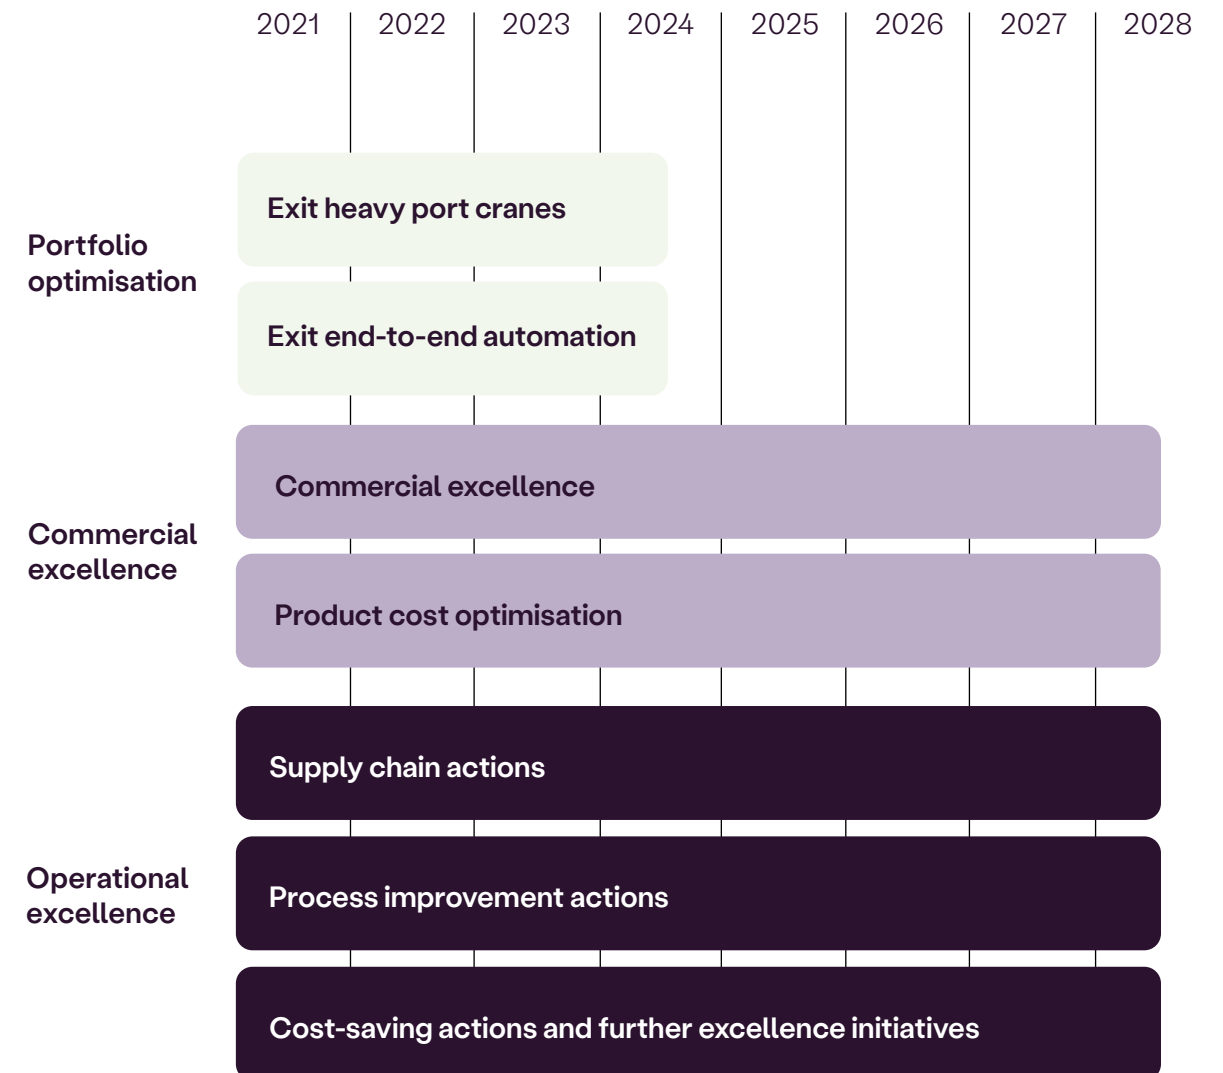 2021 2022 2023 2024 2025 2026 2027 2028
Portfolio
optimisation
Exit heavy port cranes
Exit end-to-end automation
Commercial
excellence
Commercial excellence
Product cost optimisation
Operational
excellence
Supply chain actions
Process improvement actions
Cost-saving actions and further excellence initiatives